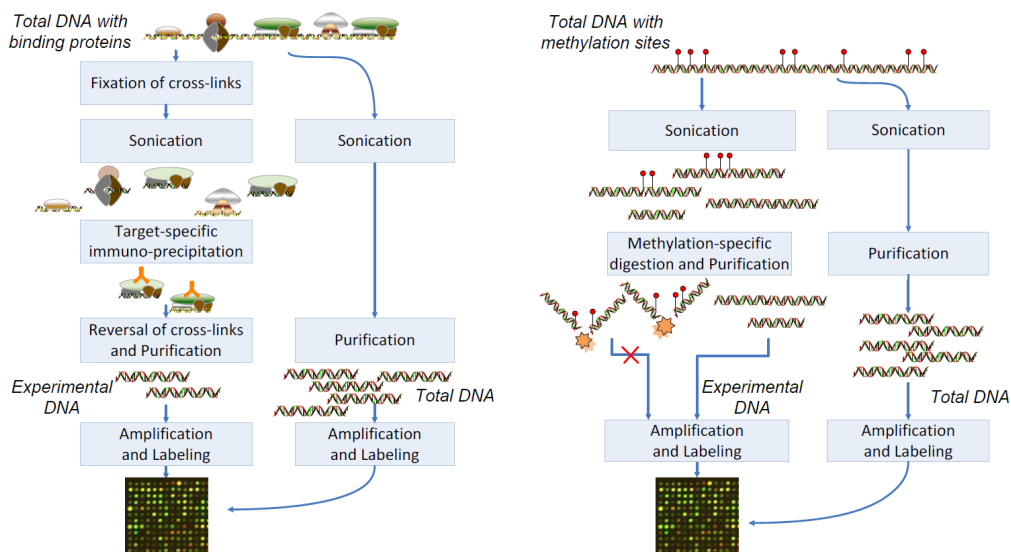 Total DNA with
binding proteins
Fixation of cross-links
Sonication
Sonication
Target-specific
immuno-precipitation
Reversal of cross-links
and Purification
Purification
Experimental
DNA
Total DNA
Amplification
and Labeling
Amplification
and Labeling
Total DNA with
methylation sites
Sonication
Sonication
Methylation-specific
digestion and Purification
Purification
Experimental
DNA
Total DNA
Amplification
and Labeling
Amplification
and Labeling